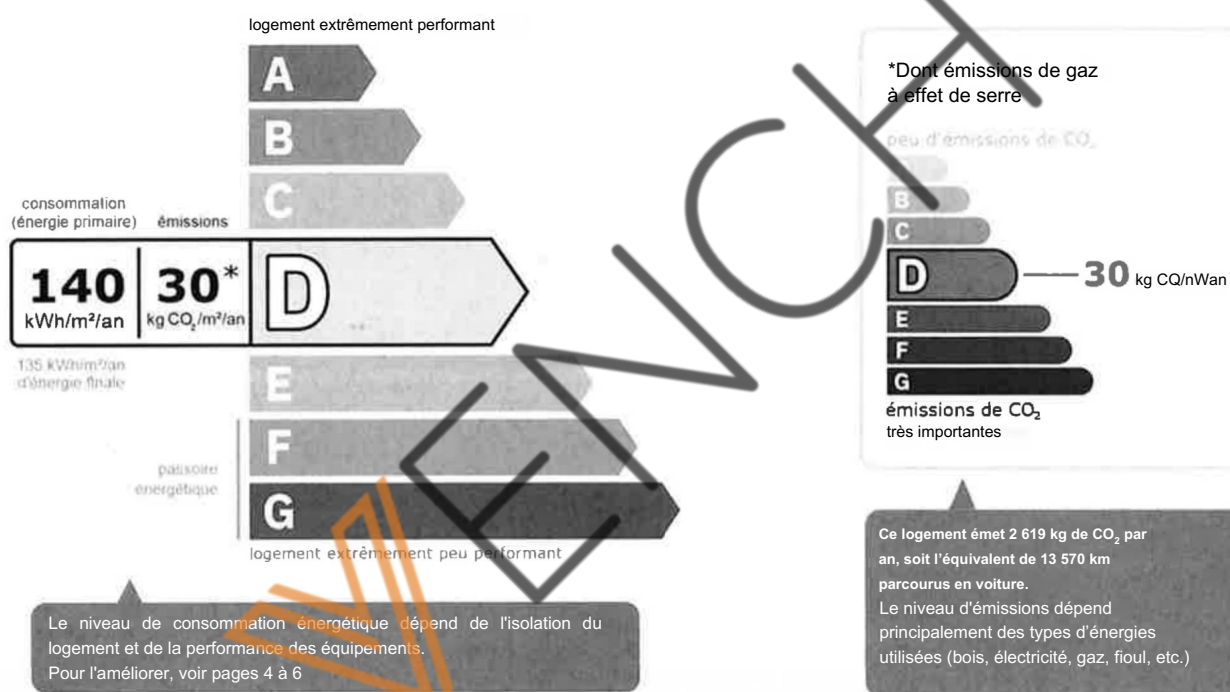 logement extrêmement performant
A
B
C
consommation
(énergie primaire)
émissions
140
kWh/m²/an
30*
kg CO₂/m²/an
D
135 kWh/m²/an
d'énergie finale
E
F
G
passoire
énergétique
logement extrêmement peu performant
Le niveau de consommation énergétique dépend de l'isolation du
logement et de la performance des équipements.
Pour l'améliorer, voir pages 4 à 6
*Dont émissions de gaz
à effet de serre
peu d'émissions de CO₂
B
C
D
30 kg CQ/nWan
E
F
G
émissions de CO₂
très importantes
Ce logement émet 2 619 kg de CO₂ par
an, soit l'équivalent de 13 570 km
parcourus en voiture.
Le niveau d'émissions dépend
principalement des types d'énergies
utilisées (bois, électricité, gaz, fioul, etc.)